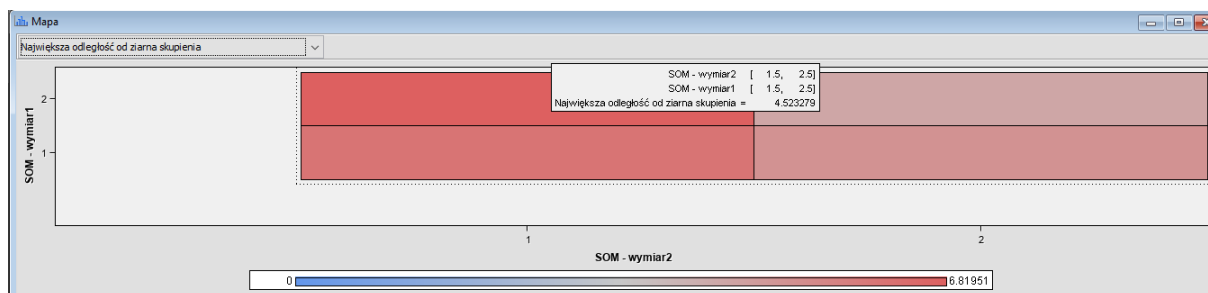 Mapa
Największa odległość od ziarna skupienia
SOM - wymiar2 [ 1.5, 2.5]
SOM - wymiar1 [ 1.5, 2.5]
Największa odległość od ziarna skupienia = 4.523279
SOM - wymiar1
2
1
1 2
SOM - wymiar2
0 6.81951